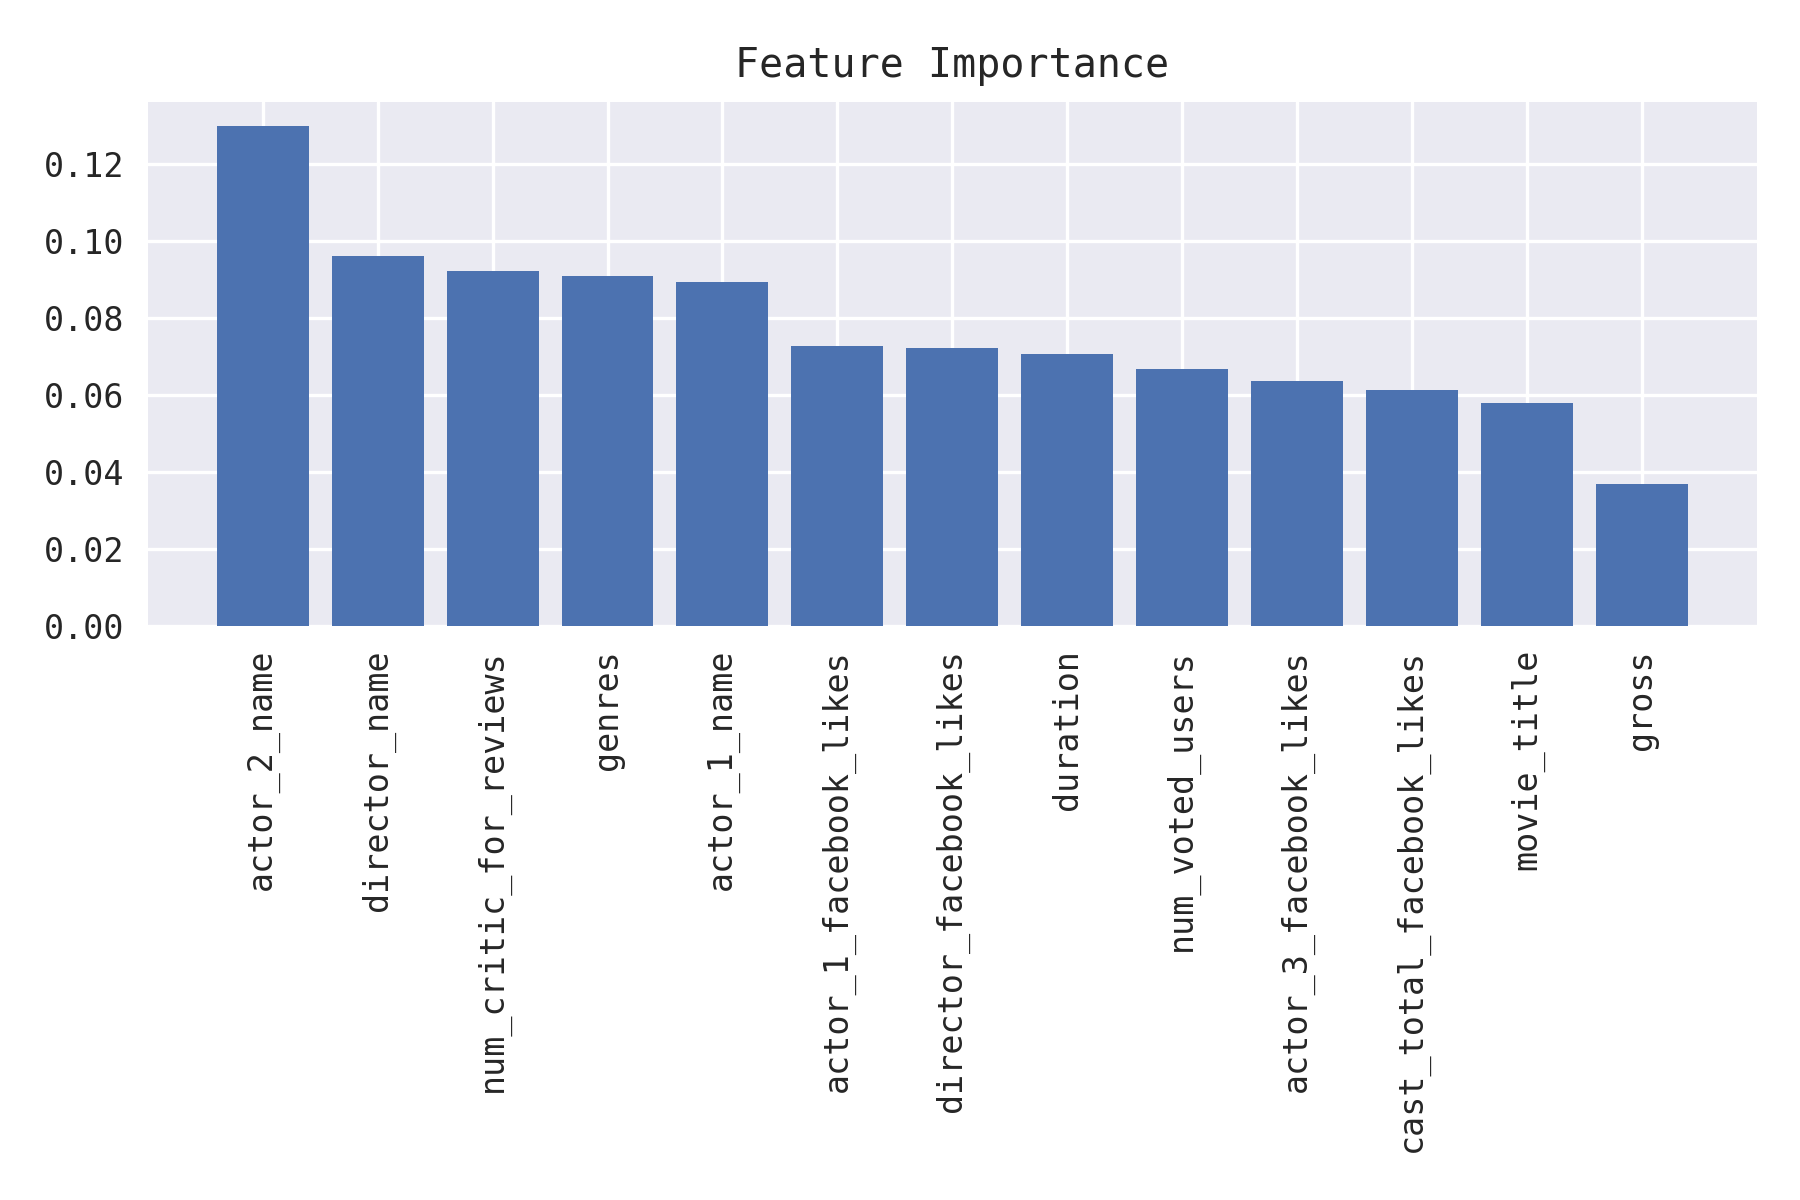 Feature Importance
0.12
0.10
0.08
0.06
0.04
0.02
0.00
actor_2_name
director_name
num_critic_for_reviews
genres
actor_1_name
actor_1_facebook_likes
director_facebook_likes
duration
num_voted_users
actor_3_facebook_likes
cast_total_facebook_likes
movie_title
gross